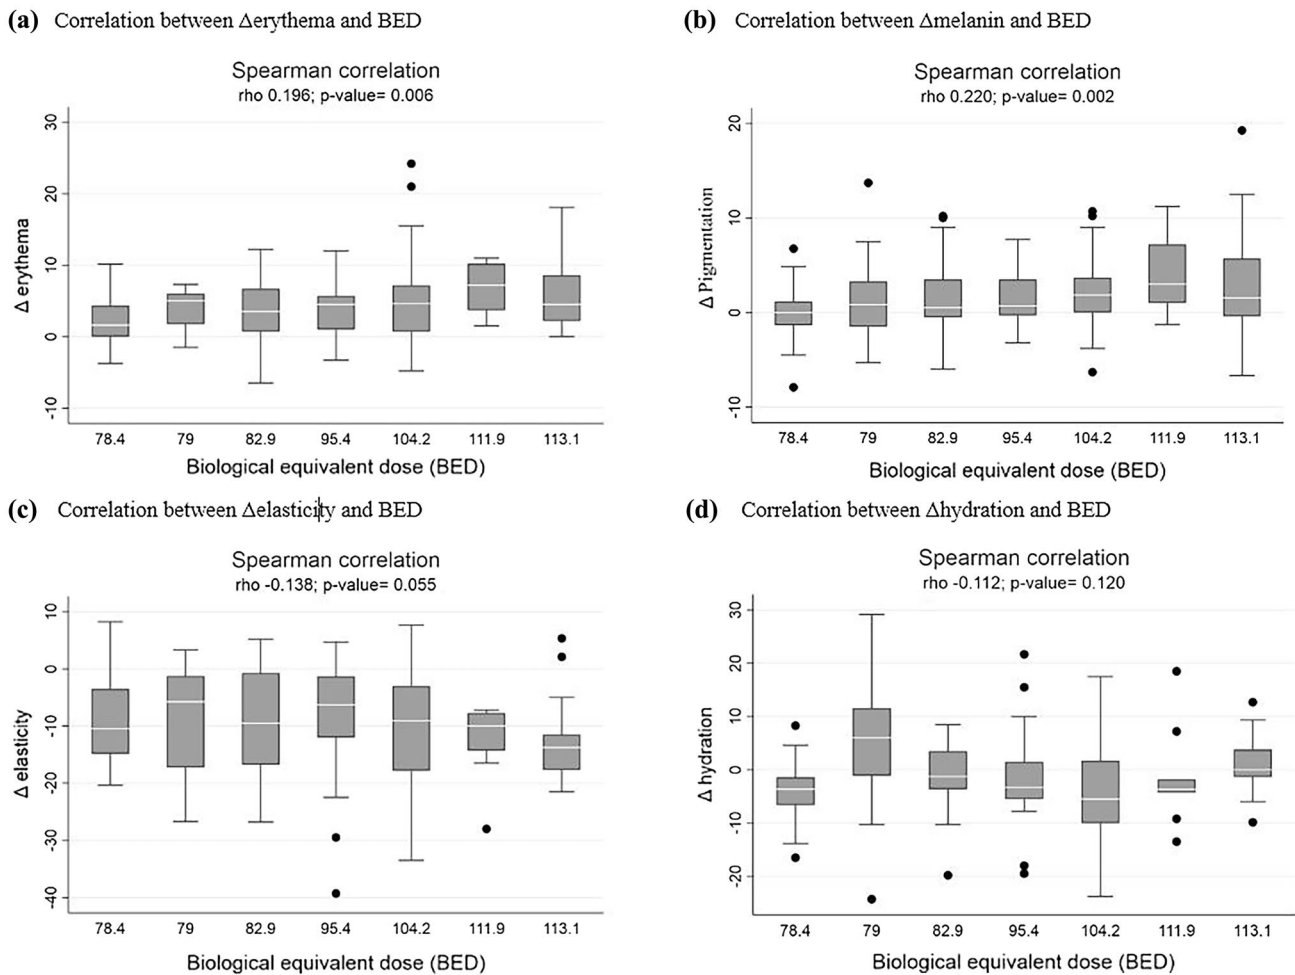 (a) Correlation between Δerythema and BED
Spearman correlation
rho 0.196; p-value= 0.006
30
20
10
0
-10
Δ erythema
78.4 79 82.9 95.4 104.2 111.9 113.1
Biological equivalent dose (BED)
(b) Correlation between Δmelanin and BED
Spearman correlation
rho 0.220; p-value= 0.002
20
10
0
-10
Δ Pigmentation
78.4 79 82.9 95.4 104.2 111.9 113.1
Biological equivalent dose (BED)
(c) Correlation between Δelasticity and BED
Spearman correlation
rho -0.138; p-value= 0.055
10
0
-10
-20
-30
-40
Δ elasticity
78.4 79 82.9 95.4 104.2 111.9 113.1
Biological equivalent dose (BED)
(d) Correlation between Δhydration and BED
Spearman correlation
rho -0.112; p-value= 0.120
30
20
10
0
-10
-20
Δ hydration
78.4 79 82.9 95.4 104.2 111.9 113.1
Biological equivalent dose (BED)